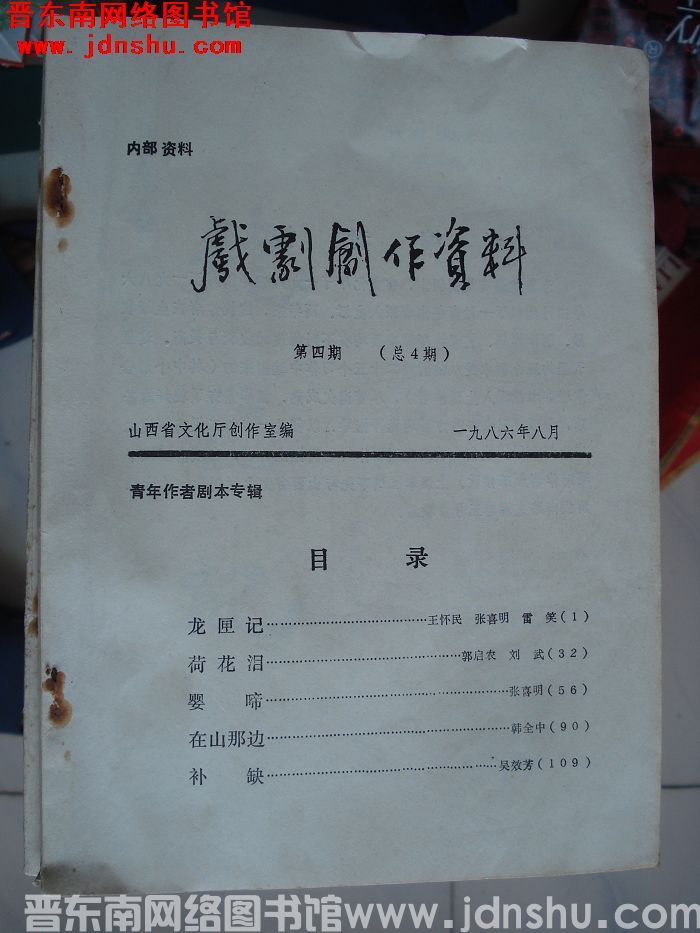 晋东南网络图书馆
www.jdnshu.com
内部资料
戲劇創作資料
第四期 （总4期）
山西省文化厅创作室编 一九八六年八月
青年作者剧本专辑
目 录
龙匣记……王怀民 张喜明 雷笑(1)
荷花泪……郭启农 刘武(32)
婴啼……张喜明(56)
在山那边……韩全中(90)
补缺……吴效芳(109)
晋东南网络图书馆www.jdnshu.com